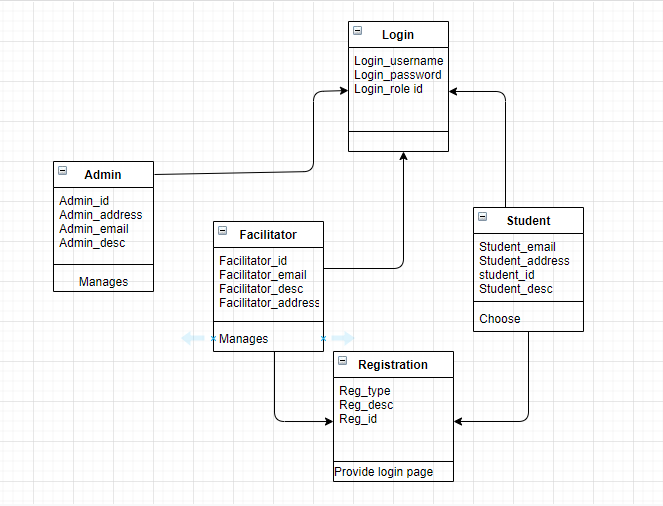 Login
Login_username
Login_password
Login_role id
Admin
Admin_id
Admin_address
Admin_email
Admin_desc
Manages
Facilitator
Facilitator_id
Facilitator_email
Facilitator_desc
Facilitator_address
Manages
Student
Student_email
Student_address
student_id
Student_desc
Choose
Registration
Reg_type
Reg_desc
Reg_id
Provide login page